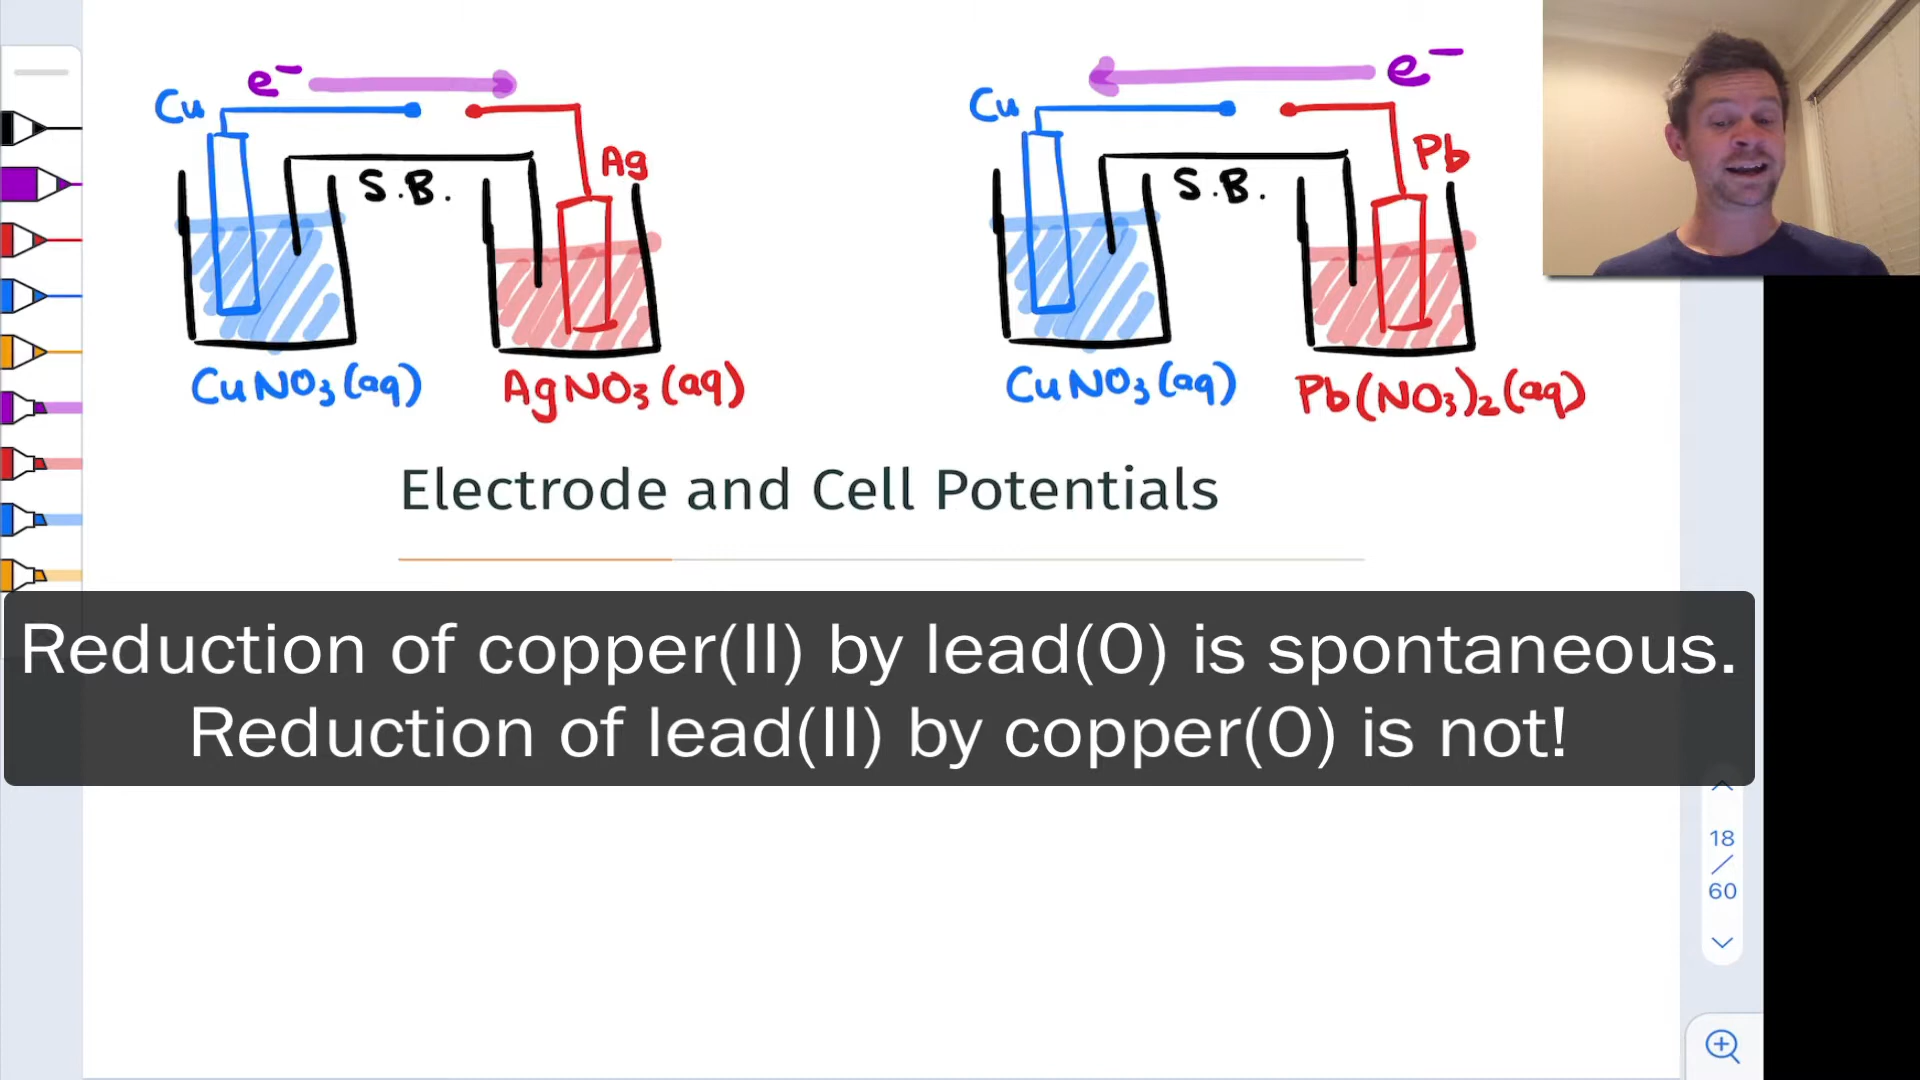 e⁻
Cu
Ag
S.B.
CuNO₃(aq)
AgNO₃(aq)
e⁻
Cu
Pb
S.B.
CuNO₃(aq)
Pb(NO₃)₂(aq)
Electrode and Cell Potentials
Reduction of copper(II) by lead(0) is spontaneous.
Reduction of lead(II) by copper(0) is not!
18
/
60